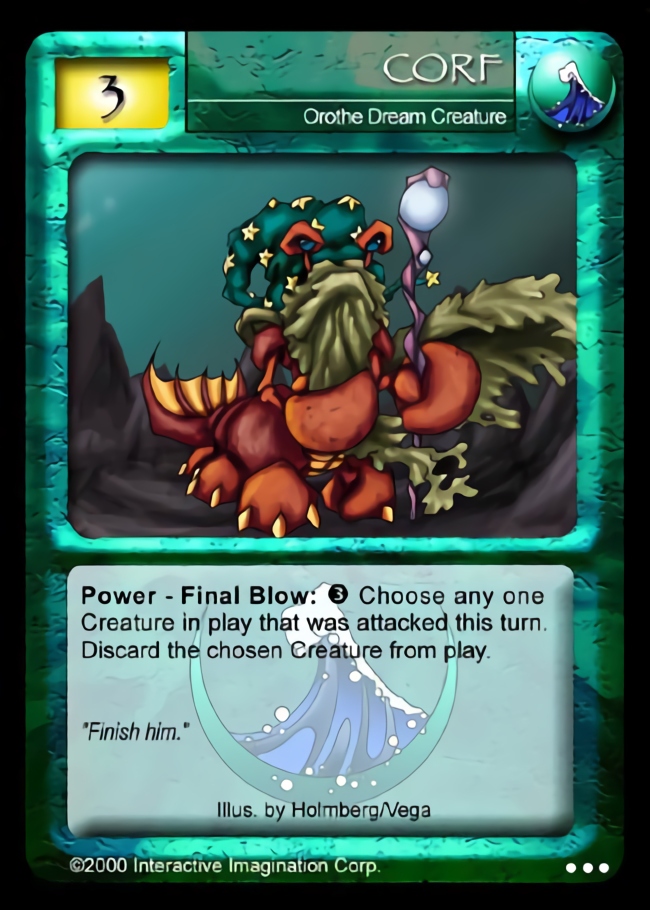 3
CORF
Orothe Dream Creature
Power - Final Blow: ❸ Choose any one
Creature in play that was attacked this turn.
Discard the chosen Creature from play.
"Finish him."
Illus. by Holmberg/Vega
©2000 Interactive Imagination Corp.